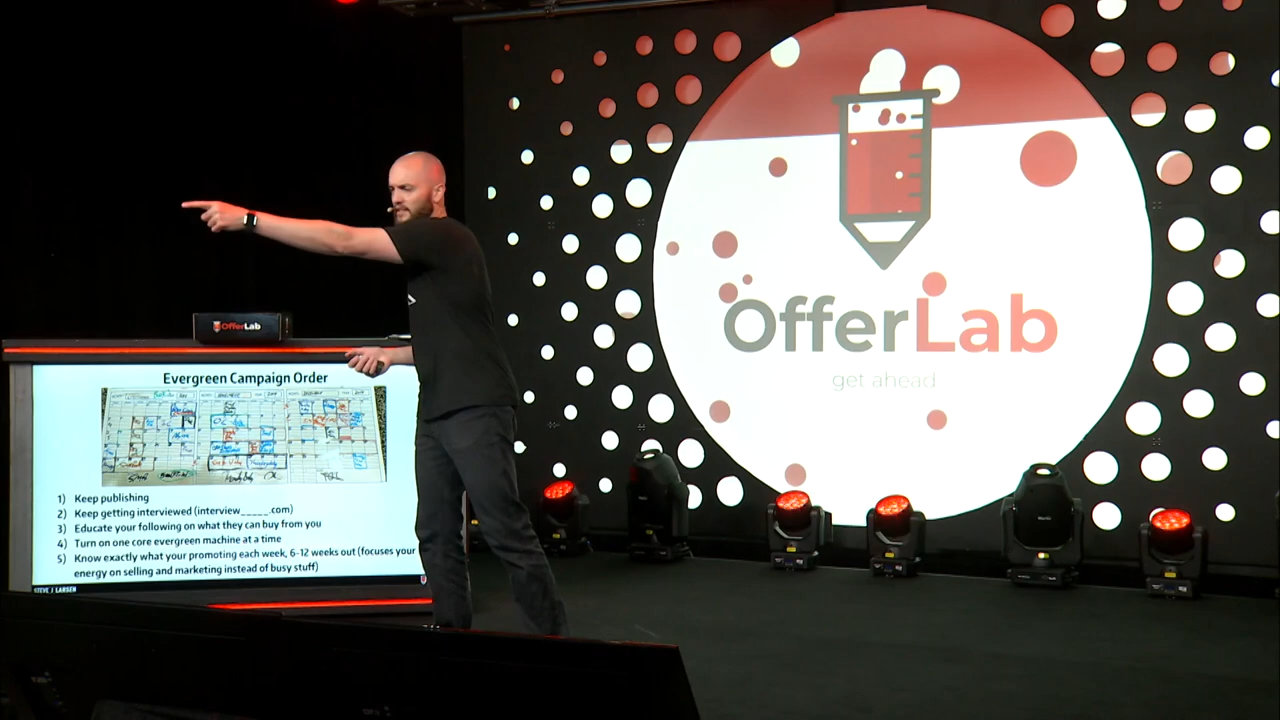 OfferLab
get ahead
OfferLab
Evergreen Campaign Order
1) Keep publishing
2) Keep getting interviewed (interview_____.com)
3) Educate your following on what they can buy from you
4) Turn on one core evergreen machine at a time
5) Know exactly what your promoting each week, 6-12 weeks out (focuses your
energy on selling and marketing instead of busy stuff)
STEVE J LARSEN